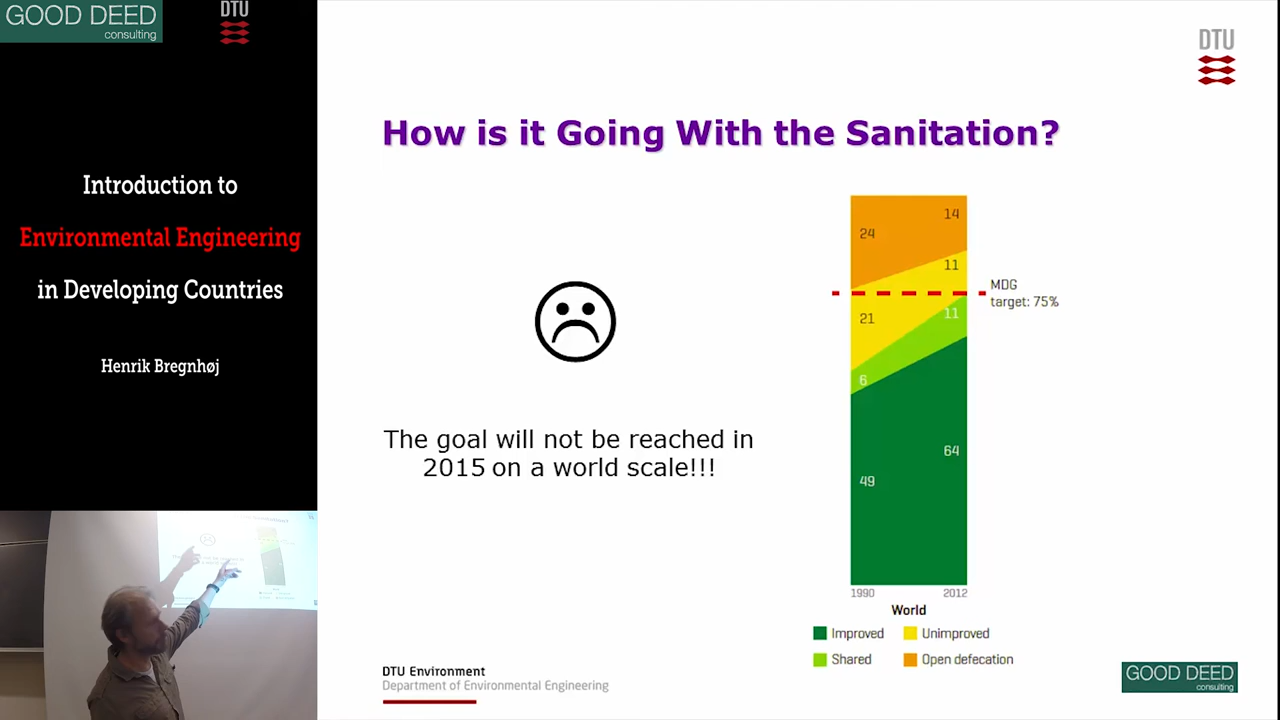 GOOD DEED
consulting
DTU
Introduction to
Environmental Engineering
in Developing Countries
Henrik Bregnhøj
DTU
How is it Going With the Sanitation?
The goal will not be reached in
2015 on a world scale!!!
14
24
11
MDG
target: 75%
21
11
6
64
49
1990 2012
World
Improved Unimproved
Shared Open defecation
DTU Environment
Department of Environmental Engineering
GOOD DEED
consulting